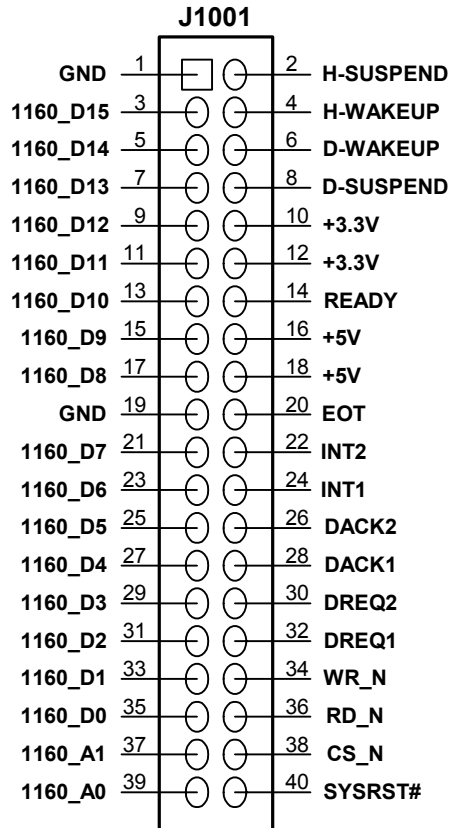 J1001
GND 1 2 H-SUSPEND
1160_D15 3 4 H-WAKEUP
1160_D14 5 6 D-WAKEUP
1160_D13 7 8 D-SUSPEND
1160_D12 9 10 +3.3V
1160_D11 11 12 +3.3V
1160_D10 13 14 READY
1160_D9 15 16 +5V
1160_D8 17 18 +5V
GND 19 20 EOT
1160_D7 21 22 INT2
1160_D6 23 24 INT1
1160_D5 25 26 DACK2
1160_D4 27 28 DACK1
1160_D3 29 30 DREQ2
1160_D2 31 32 DREQ1
1160_D1 33 34 WR_N
1160_D0 35 36 RD_N
1160_A1 37 38 CS_N
1160_A0 39 40 SYSRST#